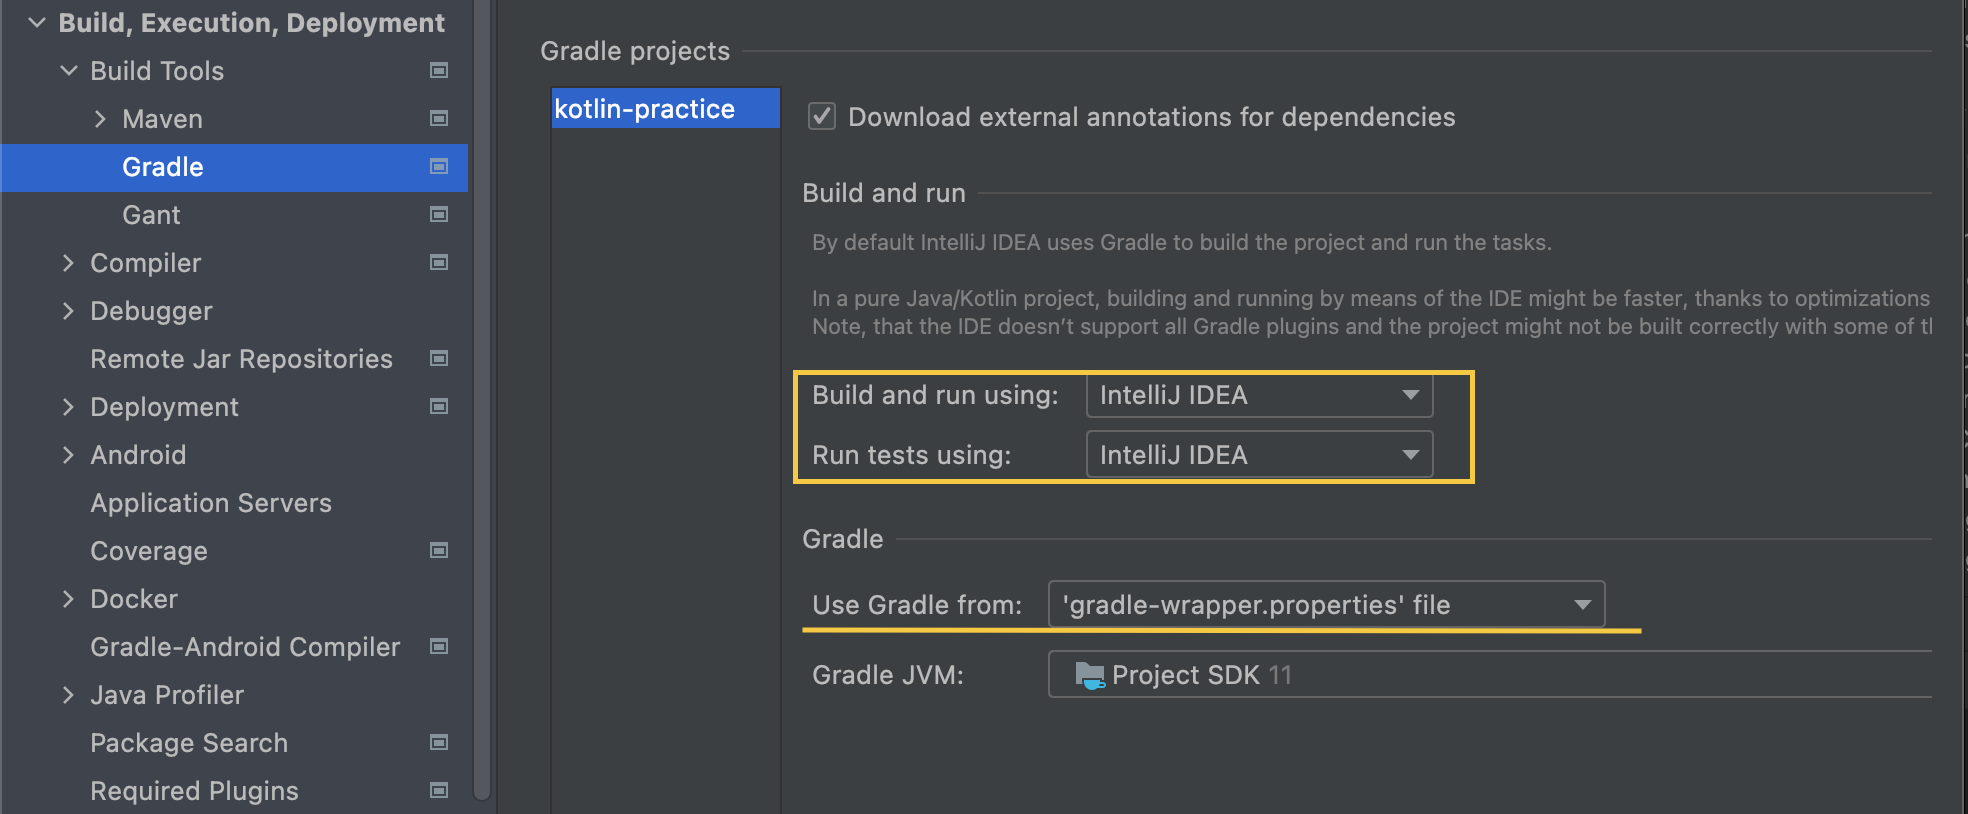 Build, Execution, Deployment
Build Tools
Maven
Gradle
Gant
Compiler
Debugger
Remote Jar Repositories
Deployment
Android
Application Servers
Coverage
Docker
Gradle-Android Compiler
Java Profiler
Package Search
Required Plugins
Gradle projects
kotlin-practice
Download external annotations for dependencies
Build and run
By default IntelliJ IDEA uses Gradle to build the project and run the tasks.
In a pure Java/Kotlin project, building and running by means of the IDE might be faster, thanks to optimizations
Note, that the IDE doesn't support all Gradle plugins and the project might not be built correctly with some of
Build and run using: IntelliJ IDEA
Run tests using: IntelliJ IDEA
Gradle
Use Gradle from: 'gradle-wrapper.properties' file
Gradle JVM: Project SDK 11